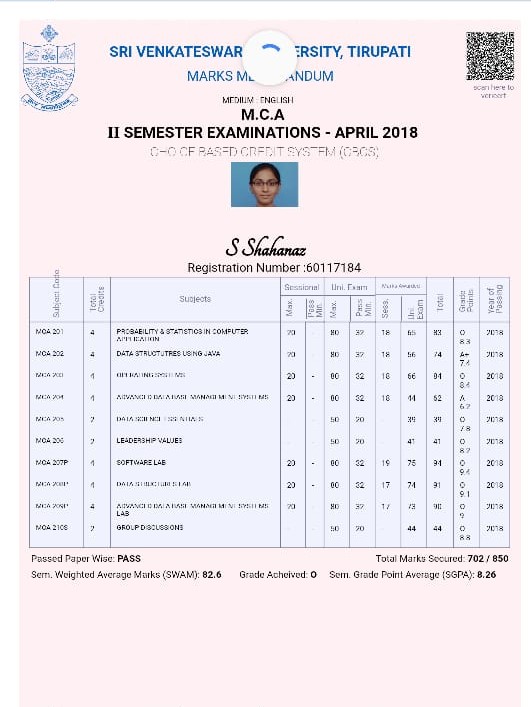 SRI VENKATESWAR ERSITY, TIRUPATI
MARKS ME ANDUM
scan here to
MEDIUM : ENGLISH
M.C.A
II SEMESTER EXAMINATIONS - APRIL 2018
CHOICE BASED CREDIT SYSTEM (CBCS)
S Shahanaz
Registration Number :60117184
Subject Code Total Credits Subjects Sessional Uni. Exam Marks Awarded Total Grade Points Year of Passing
Max. Pass Min. Max. Pass Min. Sess. Uni Exam
MCA 201 4 PROBABILITY & STATISTICS IN COMPUTER APPLICATION 20 - 80 32 18 65 83 O 8.3 2018
MCA 202 4 DATA STRUCTUTRES USING JAVA 20 - 80 32 18 56 74 A+ 7.4 2018
MCA 203 4 OPERATING SYSTEMS 20 - 80 32 18 66 84 O 8.4 2018
MCA 204 4 ADVANCED DATA BASE MANAGEMENT SYSTEMS 20 - 80 32 18 44 62 A 6.2 2018
MCA 205 2 DATA SCIENCE ESSENTIALS - 50 20 - 39 39 O 7.8 2018
MCA 206 2 LEADERSHIP VALUES - 50 20 - 41 41 O 8.2 2018
MCA 207P 4 SOFTWARE LAB 20 - 80 32 19 75 94 O 9.4 2018
MCA 208P 4 DATA STRUCTURES LAB 20 - 80 32 17 74 91 O 9.1 2018
MCA 209P 4 ADVANCED DATA BASE MANAGEMENT SYSTEMS LAB 20 - 80 32 17 73 90 O 9 2018
MCA 210S 2 GROUP DISCUSSIONS - 50 20 - 44 44 O 8.8 2018
Passed Paper Wise: PASS Total Marks Secured: 702 / 850
Sem. Weighted Average Marks (SWAM): 82.6 Grade Acheived: O Sem. Grade Point Average (SGPA): 8.26